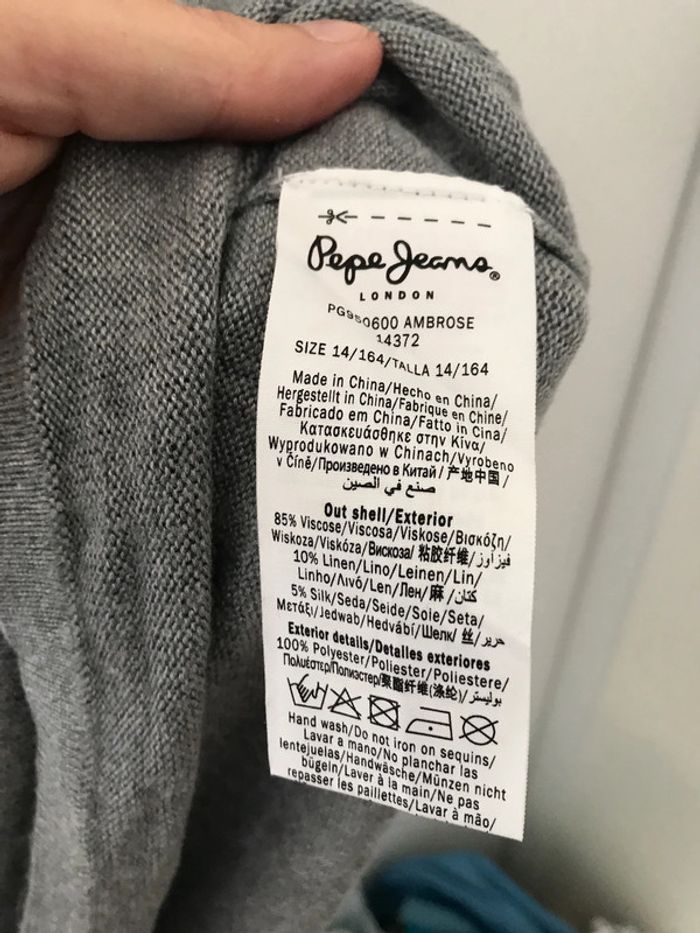 Pepe Jeans®
LONDON
PG950600 AMBROSE
14372
SIZE 14/164/TALLA 14/164
Made in China/Hecho en China/
Hergestellt in China/Fabrique en Chine/
Fabricado em China/Fatto in Cina/
Κατασκευάσθηκε στην Κίνα/
Wyprodukowano w Chinach/Vyrobeno
v Číně/Произведено в Китай/产地中国/
صنع في الصين
Out shell/Exterior
85% Viscose/Viscosa/Viskose/Βισκόζη/
Wiskoza/Viskóza/Вискоза/粘胶纤维/فيزأوز/
10% Linen/Lino/Leinen/Lin/
Linho/Λινό/Len/Лен/麻/كتان/
5% Silk/Seda/Seide/Soie/Seta/
Μετάξι/Jedwab/Hedvábí/Шелк/丝/حرير/
Exterior details/Detalles exteriores
100% Polyester/Poliester/Poliestere/
Πολυέστερ/Полиэстер/聚酯纤维(涤纶)/بوليستر/
Hand wash/Do not iron on sequins/
Lavar a mano/No planchar las
lentejuelas/Handwäsche/Münzen nicht
bügeln/Laver à la main/Ne pas
repasser les paillettes/Lavar à mão/